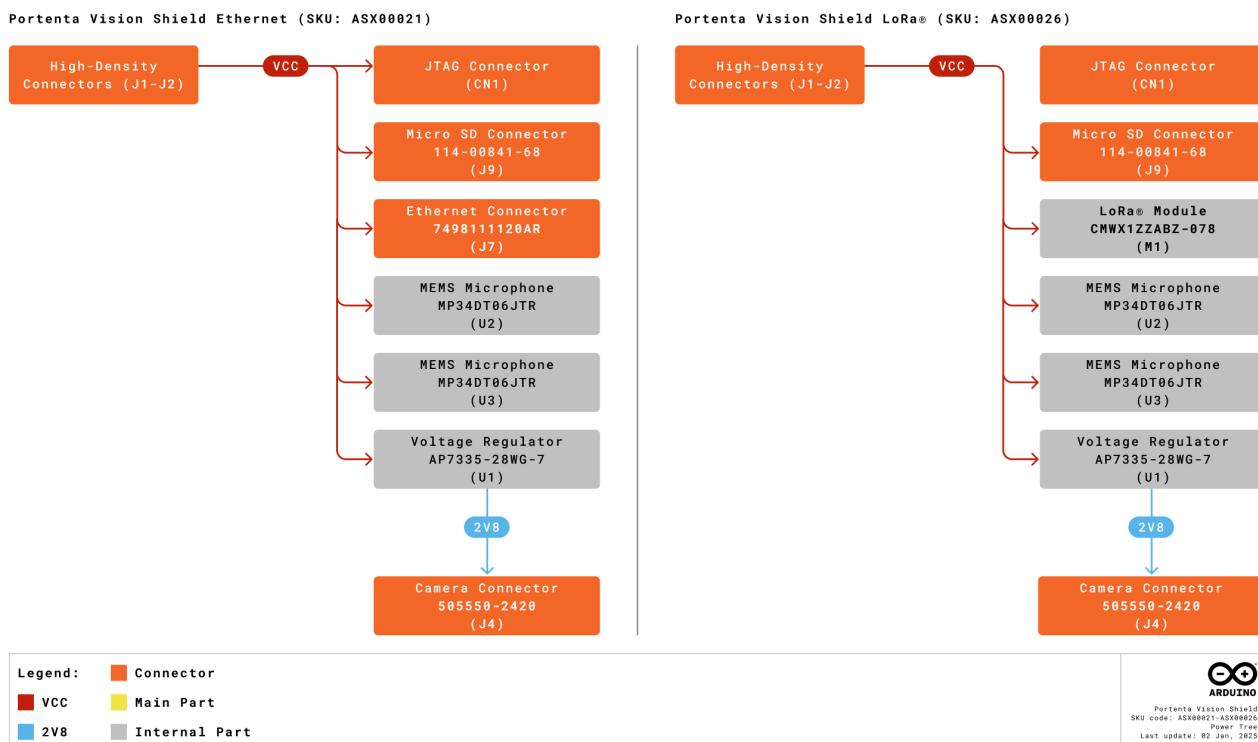 Portenta Vision Shield Ethernet (SKU: ASX00021)
High-Density
Connectors (J1-J2)
VCC
JTAG Connector
(CN1)
Micro SD Connector
114-00841-68
(J9)
Ethernet Connector
7498111120AR
(J7)
MEMS Microphone
MP34DT06JTR
(U2)
MEMS Microphone
MP34DT06JTR
(U3)
Voltage Regulator
AP7335-28WG-7
(U1)
2V8
Camera Connector
505550-2420
(J4)
Portenta Vision Shield LoRa® (SKU: ASX00026)
High-Density
Connectors (J1-J2)
VCC
JTAG Connector
(CN1)
Micro SD Connector
114-00841-68
(J9)
LoRa® Module
CMWX1ZZABZ-078
(M1)
MEMS Microphone
MP34DT06JTR
(U2)
MEMS Microphone
MP34DT06JTR
(U3)
Voltage Regulator
AP7335-28WG-7
(U1)
2V8
Camera Connector
505550-2420
(J4)
Legend:
Connector
VCC
Main Part
2V8
Internal Part
ARDUINO
Portenta Vision Shield
SKU code: ASX00021-ASX00026
Power Tree
Last update: 02 Jan, 2025